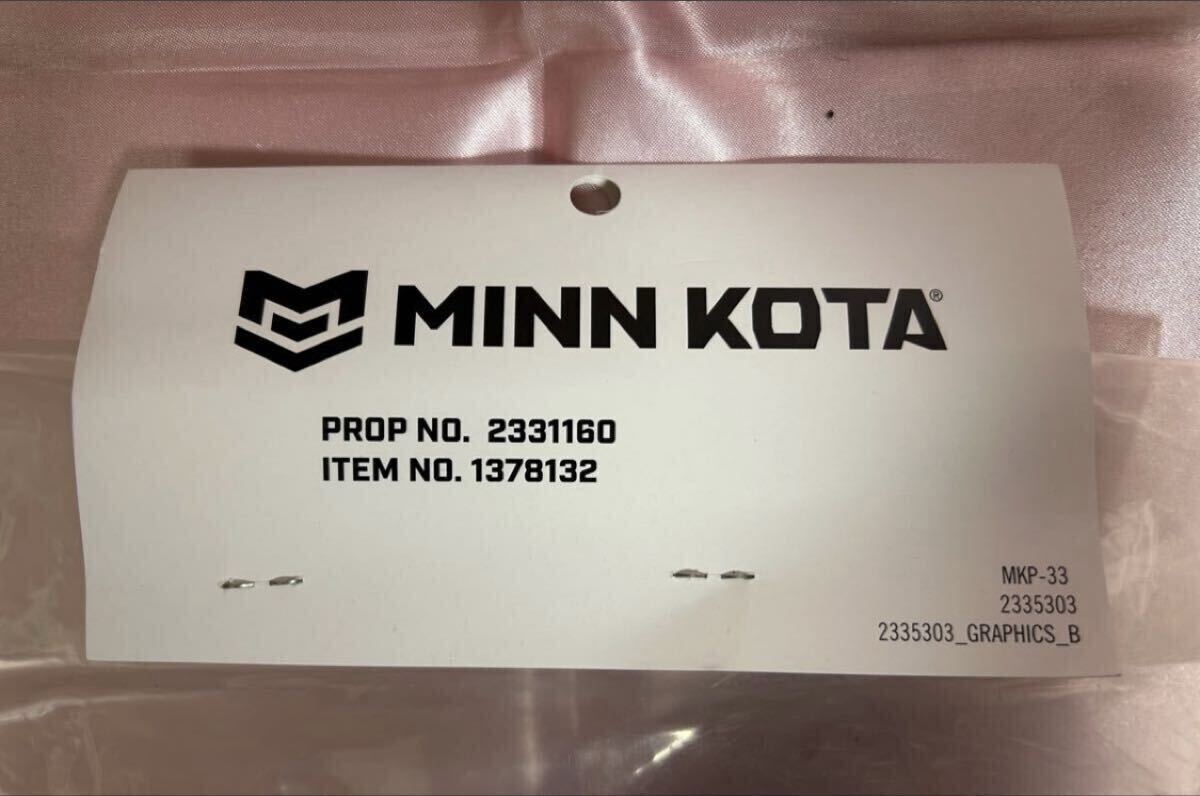 MINN KOTA®
PROP NO. 2331160
ITEM NO. 1378132
MKP-33
2335303
2335303_GRAPHICS_B